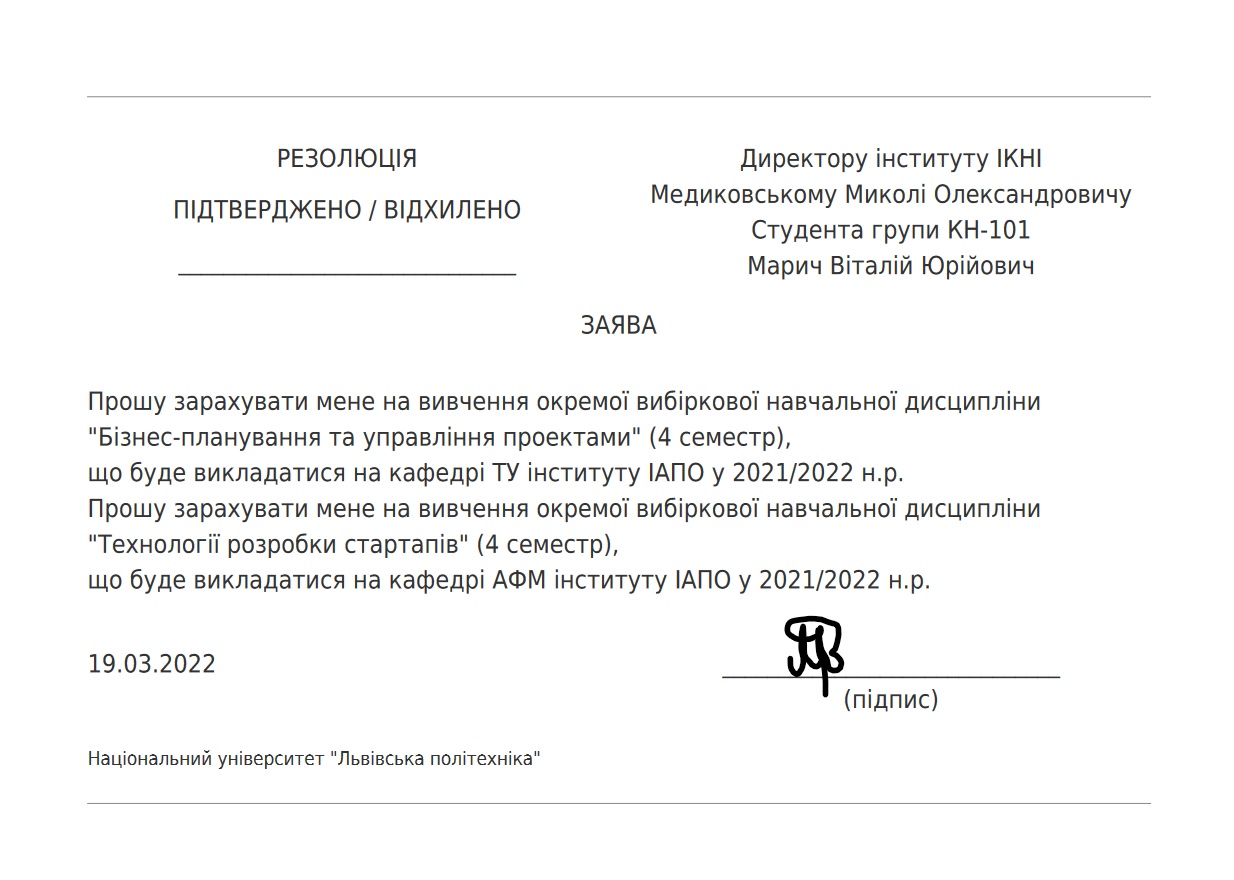 РЕЗОЛЮЦІЯ
ПІДТВЕРДЖЕНО / ВІДХИЛЕНО
Директору інституту ІКНІ
Медиковському Миколі Олександровичу
Студента групи КН-101
Марич Віталій Юрійович
ЗАЯВА
Прошу зарахувати мене на вивчення окремої вибіркової навчальної дисципліни
"Бізнес-планування та управління проектами" (4 семестр),
що буде викладатися на кафедрі ТУ інституту ІАПО у 2021/2022 н.р.
Прошу зарахувати мене на вивчення окремої вибіркової навчальної дисципліни
"Технології розробки стартапів" (4 семестр),
що буде викладатися на кафедрі АФМ інституту ІАПО у 2021/2022 н.р.
19.03.2022
(підпис)
Національний університет "Львівська політехніка"